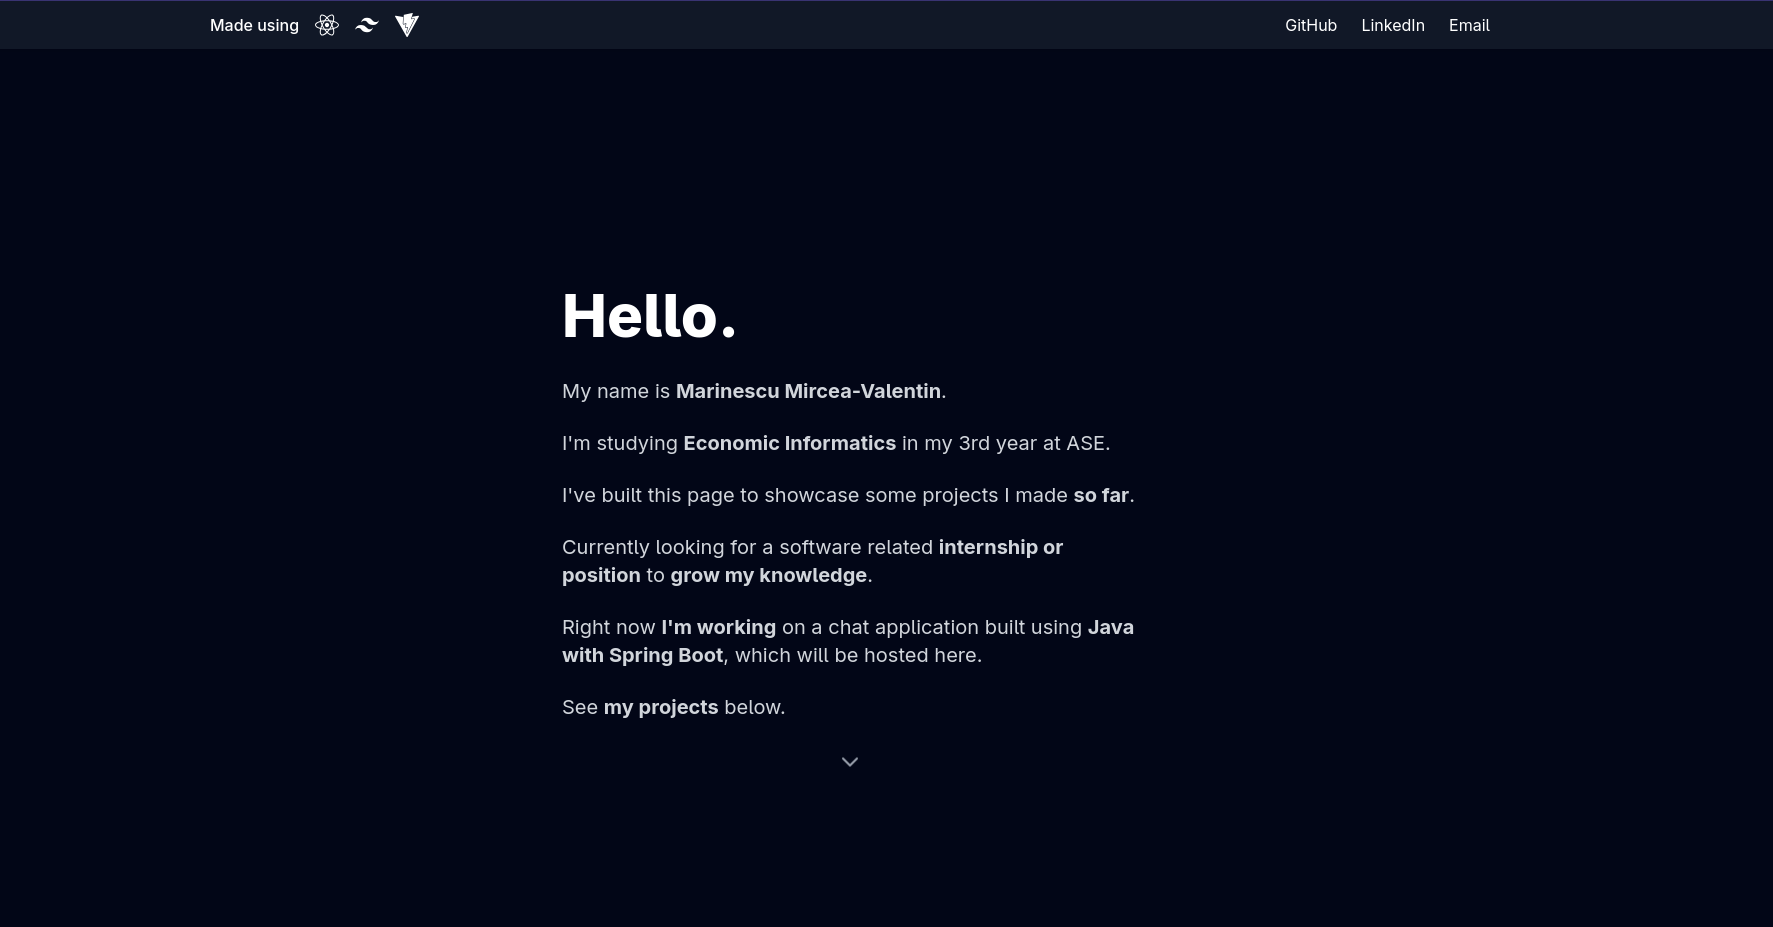 Made using
GitHub LinkedIn Email
Hello.
My name is Marinescu Mircea-Valentin.
I'm studying Economic Informatics in my 3rd year at ASE.
I've built this page to showcase some projects I made so far.
Currently looking for a software related internship or
position to grow my knowledge.
Right now I'm working on a chat application built using Java
with Spring Boot, which will be hosted here.
See my projects below.